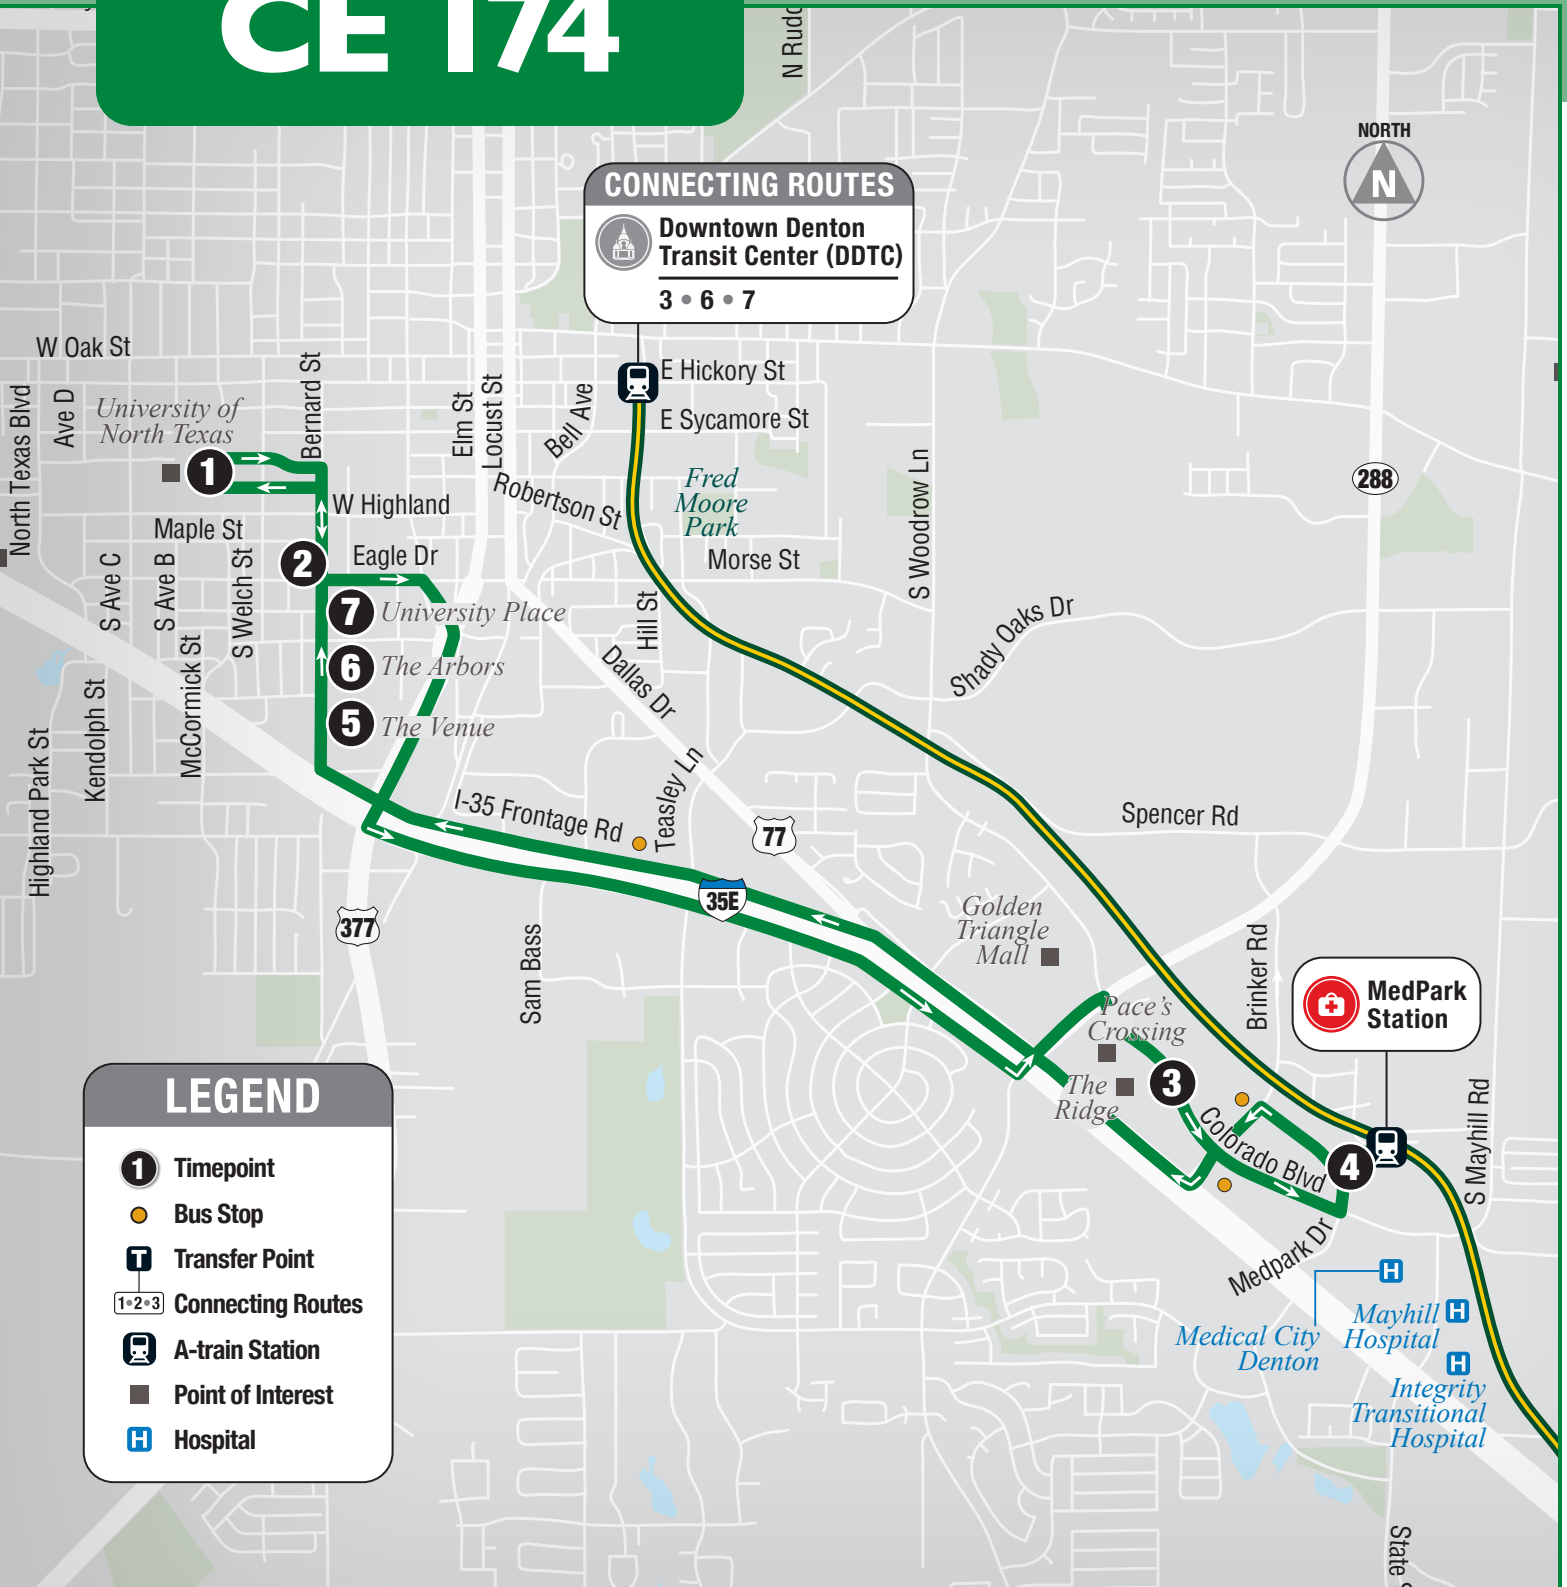 CE 174
N Rudd
NORTH
N
CONNECTING ROUTES
Downtown Denton
Transit Center (DDTC)
3 • 6 • 7
W Oak St
E Hickory St
E Sycamore St
North Texas Blvd
Ave D
University of
North Texas
Bernard St
Elm St
Locust St
Bell Ave
1
W Highland
Robertson St
Fred
Moore
Park
S Woodrow Ln
288
Maple St
2
Eagle Dr
Morse St
S Ave C
S Ave B
S Welch St
7
University Place
Hill St
Shady Oaks Dr
McCormick St
6
The Arbors
Dallas Dr
5
The Venue
Kendolph St
Highland Park St
I-35 Frontage Rd
Teasley Ln
77
Spencer Rd
35E
377
Sam Bass
Golden
Triangle
Mall
Brinker Rd
MedPark
Station
Pace's
Crossing
3
The
Ridge
Colorado Blvd
4
S Mayhill Rd
Medpark Dr
H
Medical City
Denton
Mayhill
Hospital
H
H
Integrity
Transitional
Hospital
State
LEGEND
1 Timepoint
Bus Stop
T Transfer Point
1•2•3 Connecting Routes
A-train Station
Point of Interest
H Hospital